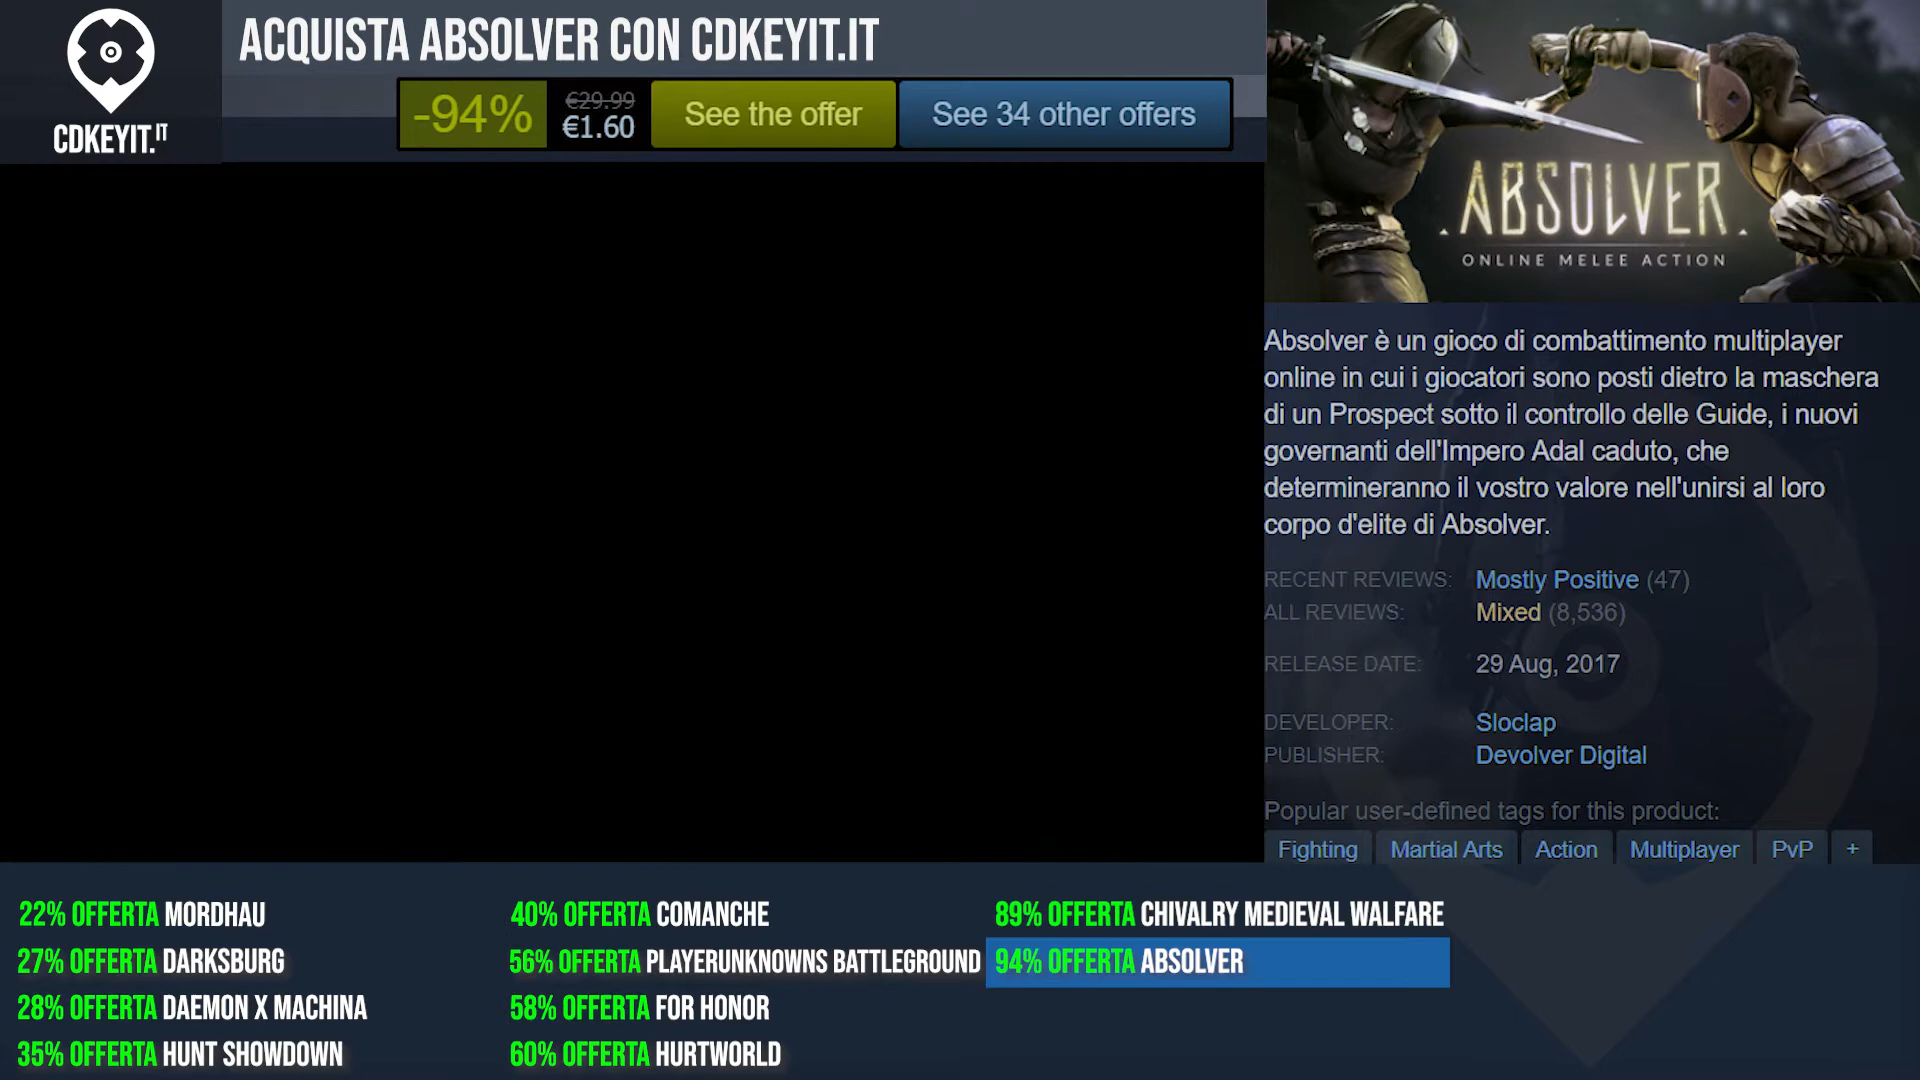 ACQUISTA ABSOLVER CON CDKEYIT.IT
CDKEYIT.IT
-94%
€29.99
€1.60
See the offer
See 34 other offers
ABSOLVER
ONLINE MELEE ACTION
Absolver è un gioco di combattimento multiplayer
online in cui i giocatori sono posti dietro la maschera
di un Prospect sotto il controllo delle Guide, i nuovi
governanti dell'Impero Adal caduto, che
determineranno il vostro valore nell'unirsi al loro
corpo d'elite di Absolver.
RECENT REVIEWS: Mostly Positive (47)
ALL REVIEWS: Mixed (8,536)
RELEASE DATE: 29 Aug, 2017
DEVELOPER: Sloclap
PUBLISHER: Devolver Digital
Popular user-defined tags for this product:
Fighting Martial Arts Action Multiplayer PvP +
22% OFFERTA MORDHAU
27% OFFERTA DARKSBURG
28% OFFERTA DAEMON X MACHINA
35% OFFERTA HUNT SHOWDOWN
40% OFFERTA COMANCHE
56% OFFERTA PLAYERUNKNOWNS BATTLEGROUND
58% OFFERTA FOR HONOR
60% OFFERTA HURTWORLD
89% OFFERTA CHIVALRY MEDIEVAL WALFARE
94% OFFERTA ABSOLVER